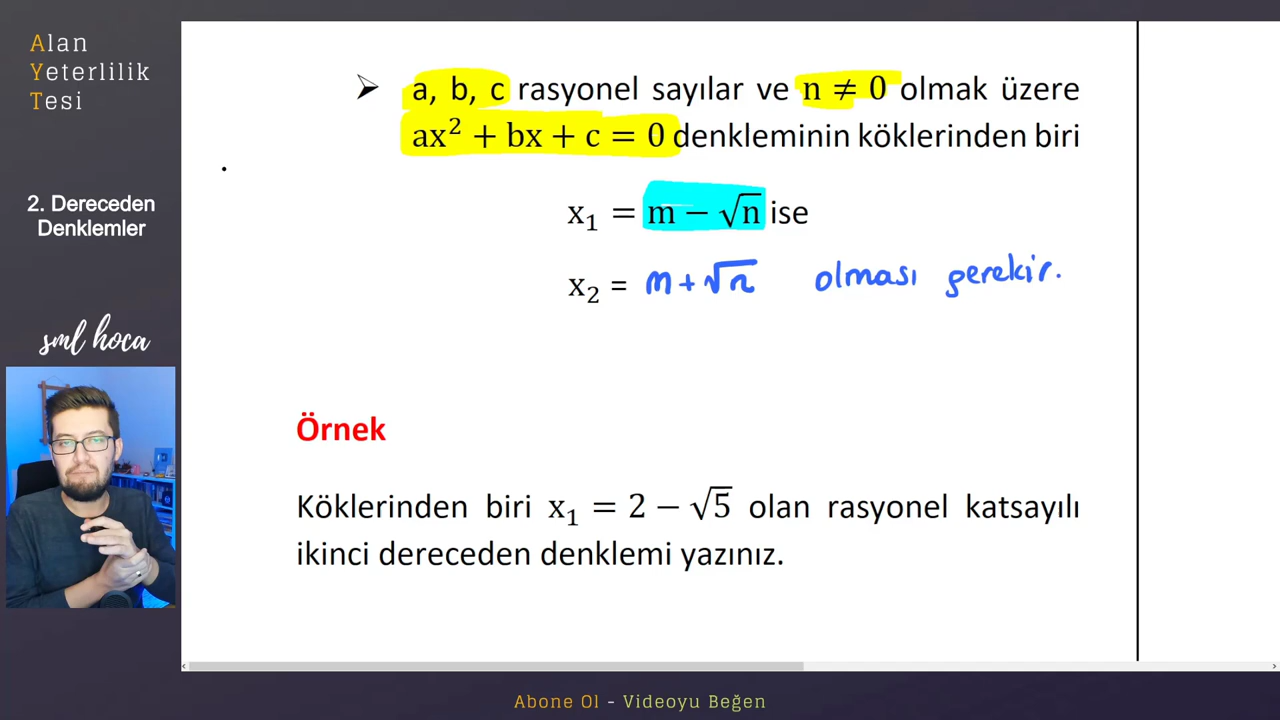 Alan
Yeterlilik
Tesi
2. Dereceden
Denklemler
sml hoca
➢ a, b, c rasyonel sayılar ve n ≠ 0 olmak üzere
ax² + bx + c = 0 denkleminin köklerinden biri
x₁ = m − √n ise
x₂ = m + √n olması gerekir.
Örnek
Köklerinden biri x₁ = 2 − √5 olan rasyonel katsayılı
ikinci dereceden denklemi yazınız.
Abone Ol - Videoyu Beğen